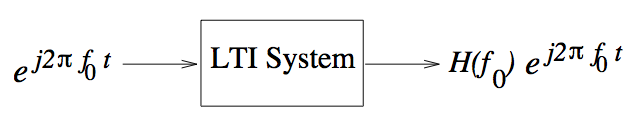 e^{j2π f_0 t} LTI System H(f_0) e^{j2π f_0 t}